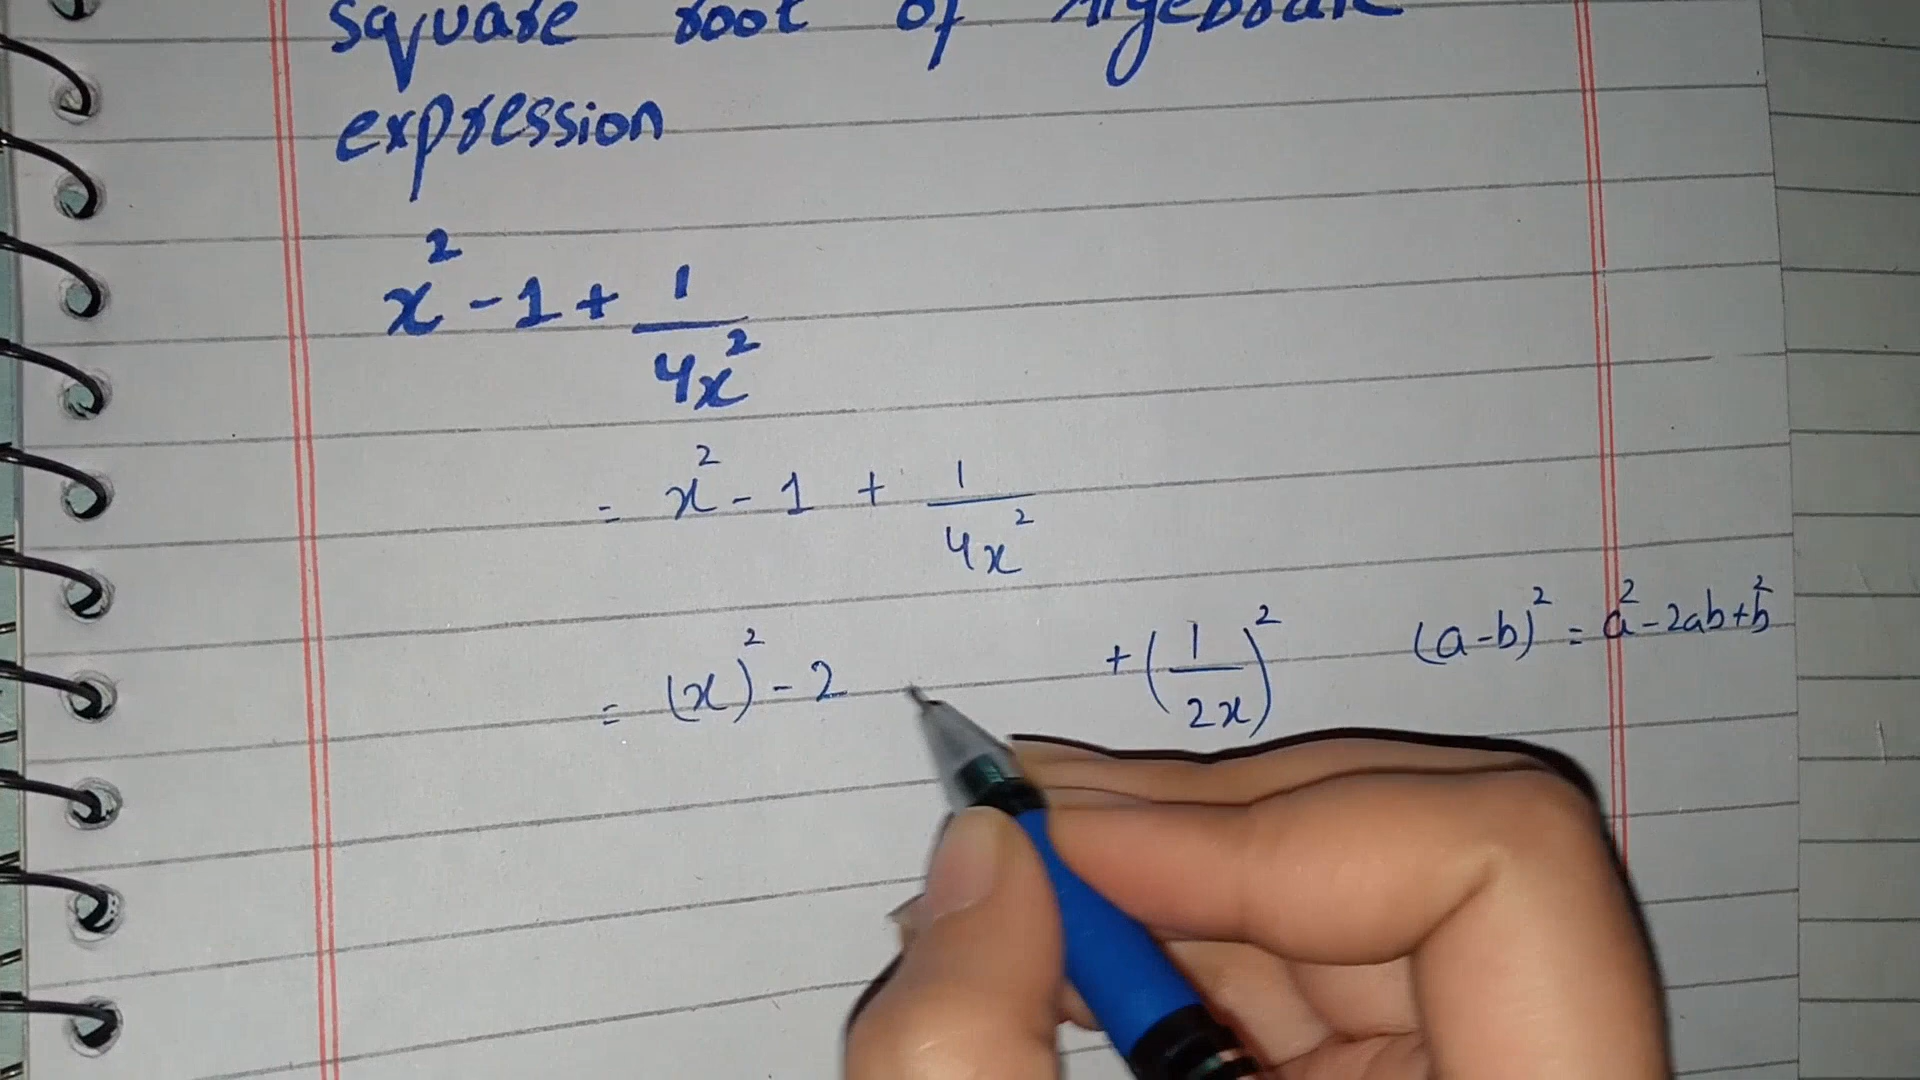 square root of Algebraic
expression
x² - 1 + 1/4x²
= x² - 1 + 1/4x²
= (x)² - 2 + (1/2x)² (a-b)² = a² - 2ab + b²